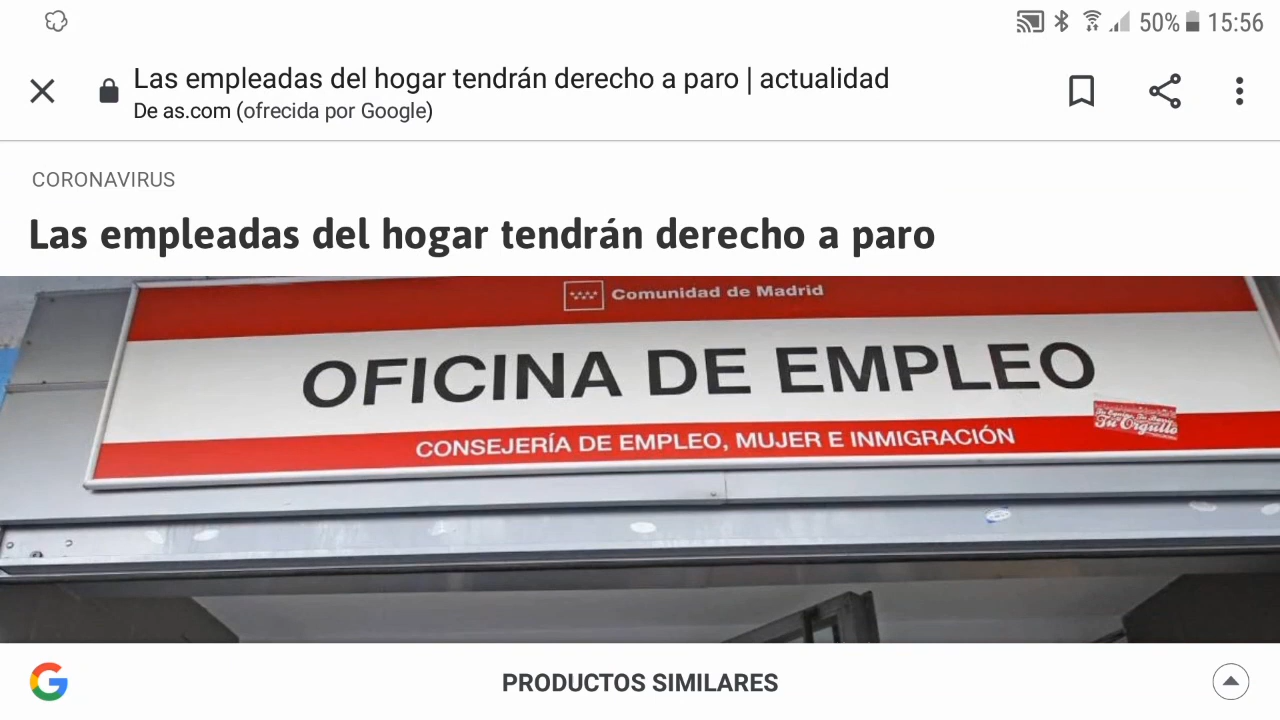 50% 15:56
Las empleadas del hogar tendrán derecho a paro | actualidad
De as.com (ofrecida por Google)
CORONAVIRUS
Las empleadas del hogar tendrán derecho a paro
Comunidad de Madrid
OFICINA DE EMPLEO
Tu Orgullo
CONSEJERÍA DE EMPLEO, MUJER E INMIGRACIÓN
PRODUCTOS SIMILARES